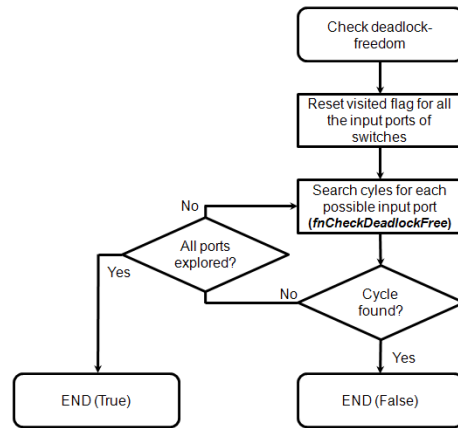 Check deadlock-
freedom
Reset visited flag for all
the input ports of
switches
Search cyles for each
possible input port
(fnCheckDeadlockFree)
No
All ports
explored?
Yes
No
Cycle
found?
Yes
END (True)
END (False)